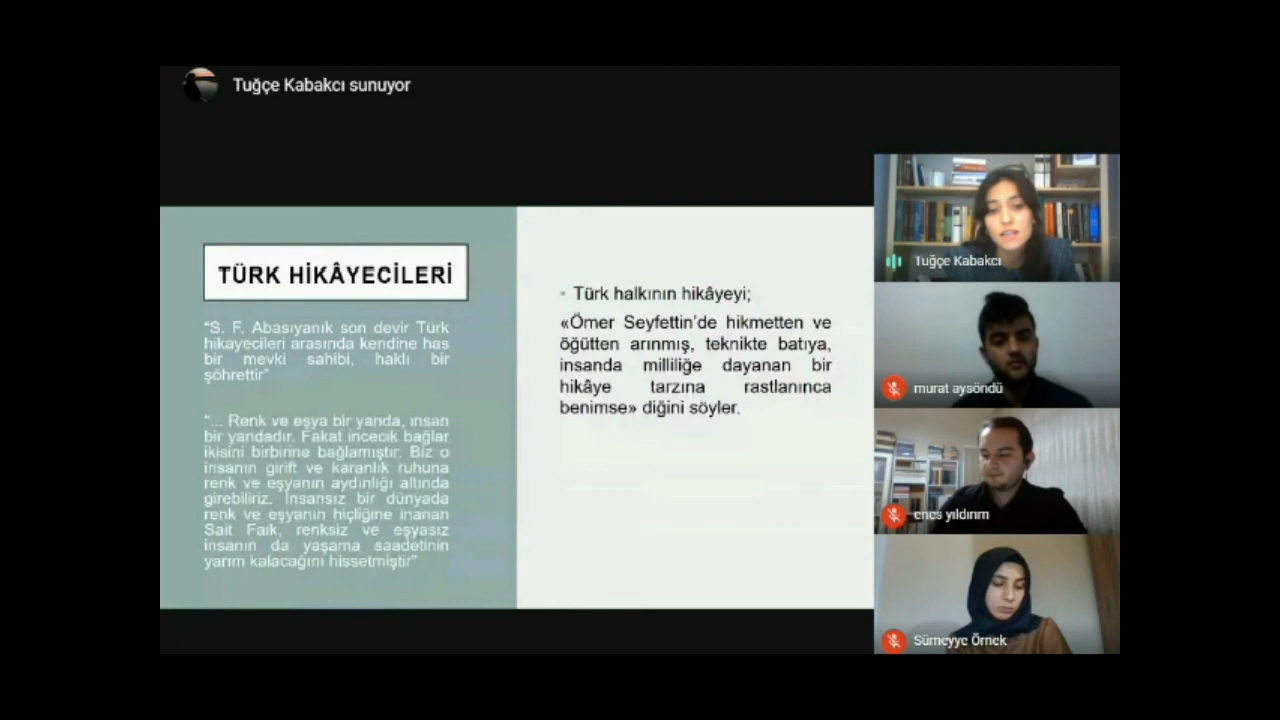 Tuğçe Kabakcı sunuyor
TÜRK HİKÂYECİLERİ
“S. F. Abasıyanık son devir Türk
hikayecileri arasında kendine has
bir mevki sahibi, haklı bir
şöhrettir”
“... Renk ve eşya bir yanda, insan
bir yandadır. Fakat incecik bağlar
ikisini birbirine bağlamıştır. Biz o
insanın girift ve karanlık ruhuna
renk ve eşyanın aydınlığı altında
girebiliriz. İnsansız bir dünyada
renk ve eşyanın hiçliğine inanan
Sait Faik, renksiz ve eşyasız
insanın da yaşama saadetinin
yarım kalacağını hissetmiştir”
• Türk halkının hikâyeyi;
«Ömer Seyfettin’de hikmetten ve
öğütten arınmış, teknikte batıya,
insanda milliliğe dayanan bir
hikâye tarzına rastlanınca
benimse» diğini söyler.
Tuğçe Kabakcı
murat aysöndü
enes yıldırım
Sümeyye Örnek